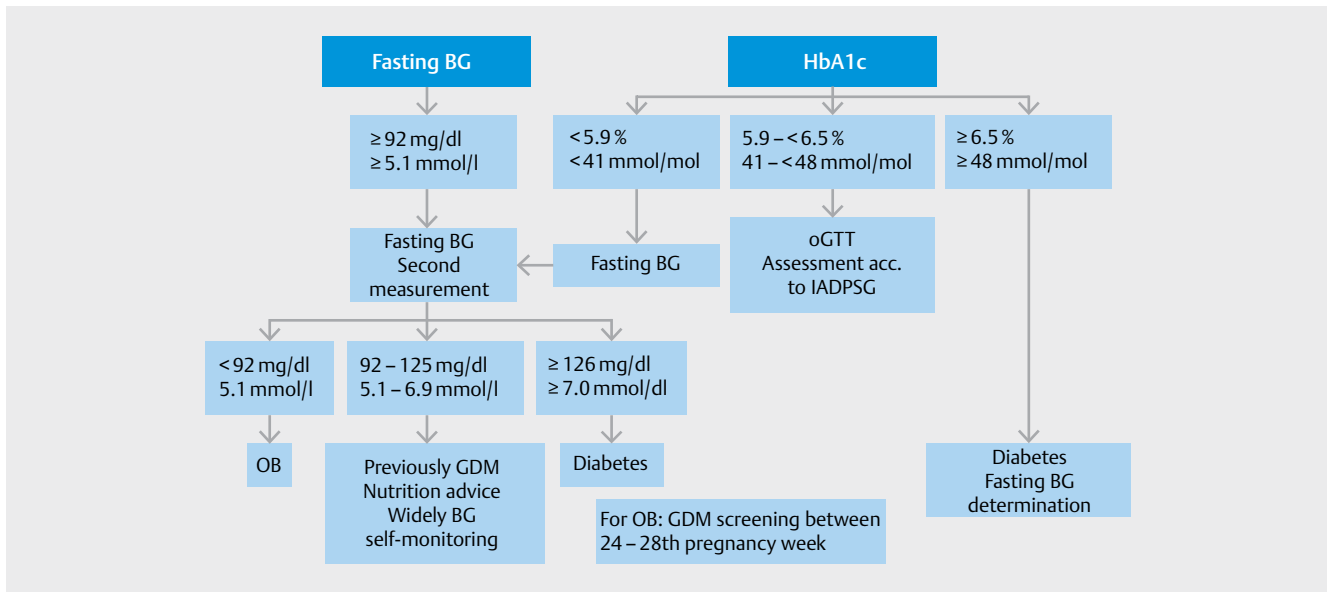 Fasting BG
HbA1c
≥ 92 mg/dl
≥ 5.1 mmol/l
< 5.9 %
< 41 mmol/mol
5.9 – < 6.5 %
41 – < 48 mmol/mol
≥ 6.5 %
≥ 48 mmol/mol
Fasting BG
Second
measurement
Fasting BG
oGTT
Assessment acc.
to IADPSG
< 92 mg/dl
5.1 mmol/l
92 – 125 mg/dl
5.1 – 6.9 mmol/l
≥ 126 mg/dl
≥ 7.0 mmol/dl
OB
Previously GDM
Nutrition advice
Widely BG
self-monitoring
Diabetes
Diabetes
Fasting BG
determination
For OB: GDM screening between
24 – 28th pregnancy week